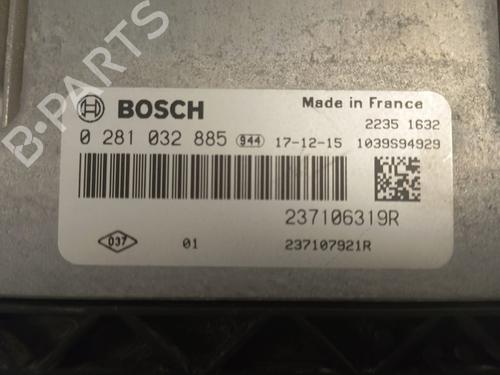 B-PARTS
BOSCH
Made in France
2235 1632
0 281 032 885 944 17-12-15 1039S94929
237106319R
037 01 237107921R